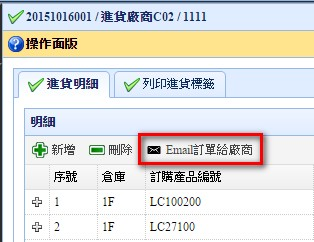 20151016001 / 進貨廠商C02 / 1111
操作面版
進貨明細 列印進貨標籤
明細
新增 刪除 Email訂單給廠商
序號 倉庫 訂購產品編號
1 1F LC100200
2 1F LC27100